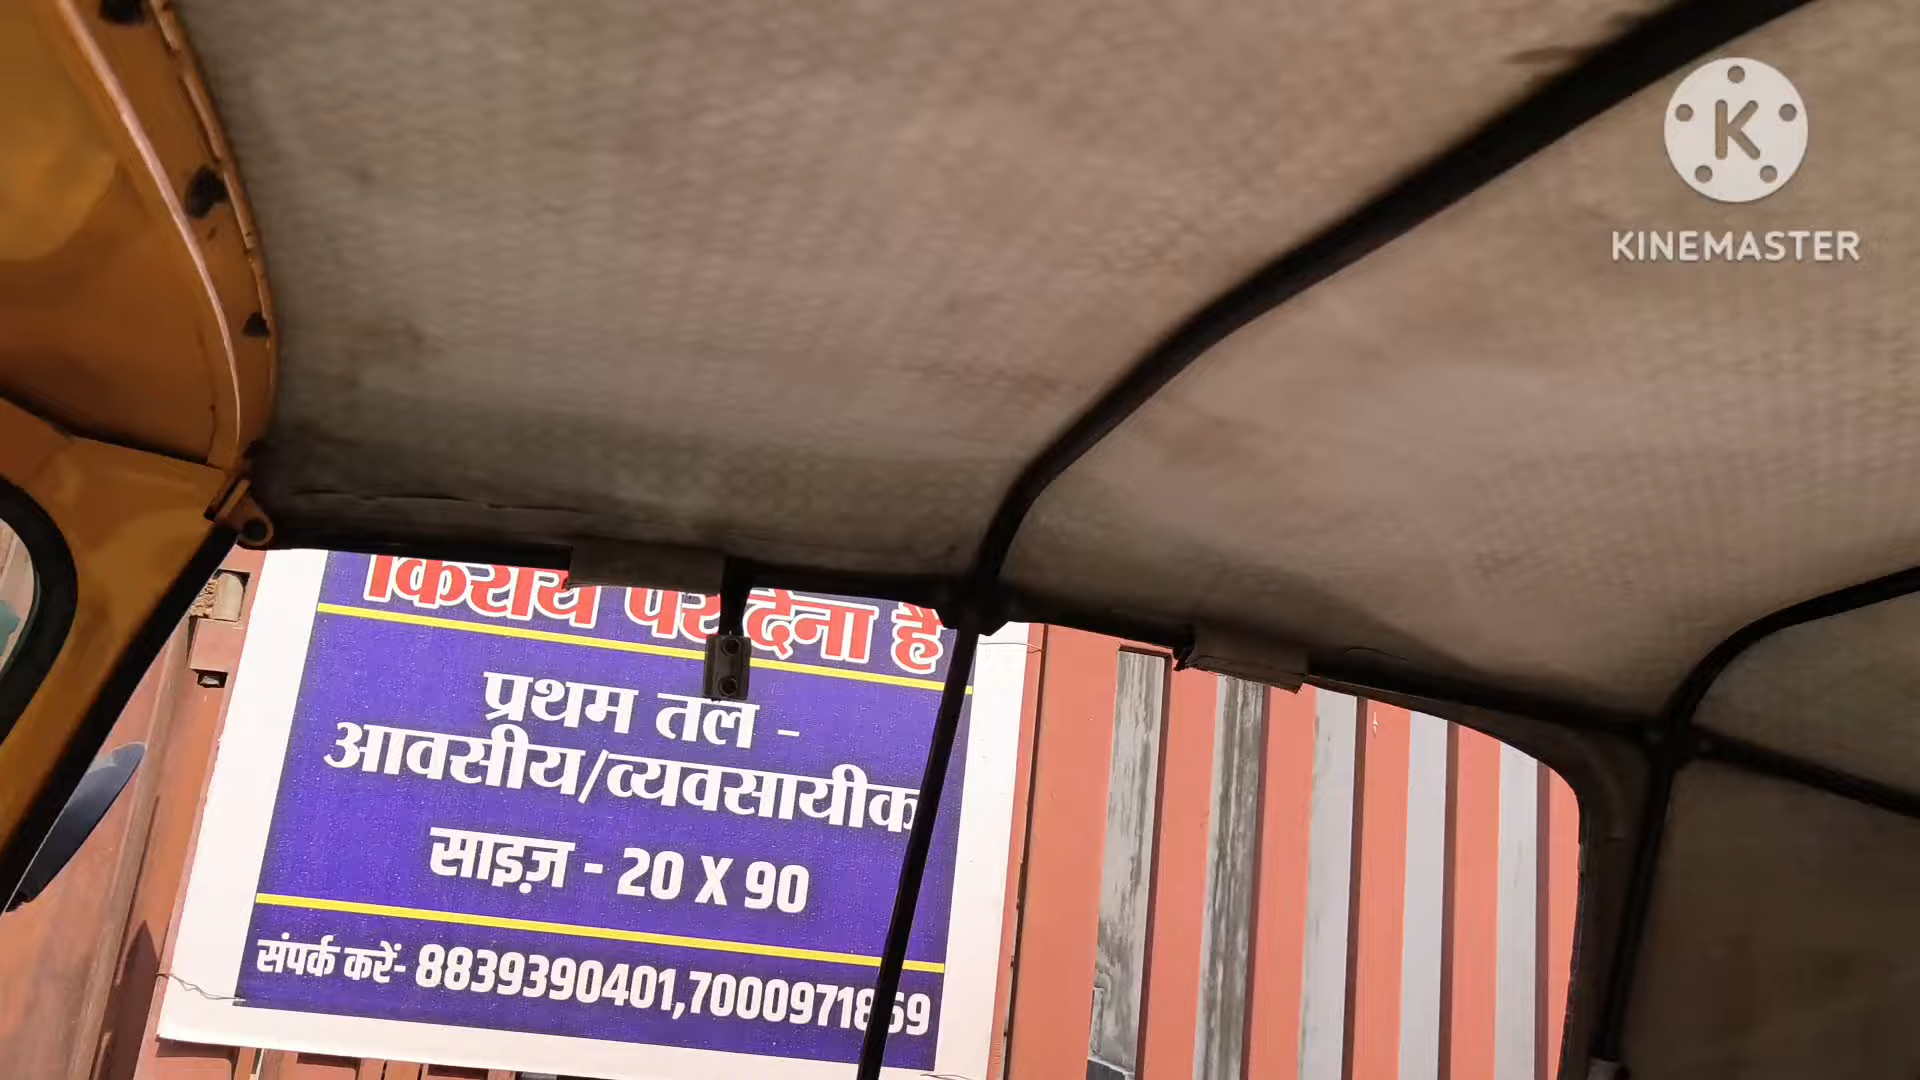 किराये पर देना है
प्रथम तल -
आवसीय/व्यवसायीक
साइज़ - 20 X 90
संपर्क करें- 8839390401,
K
KINEMASTER